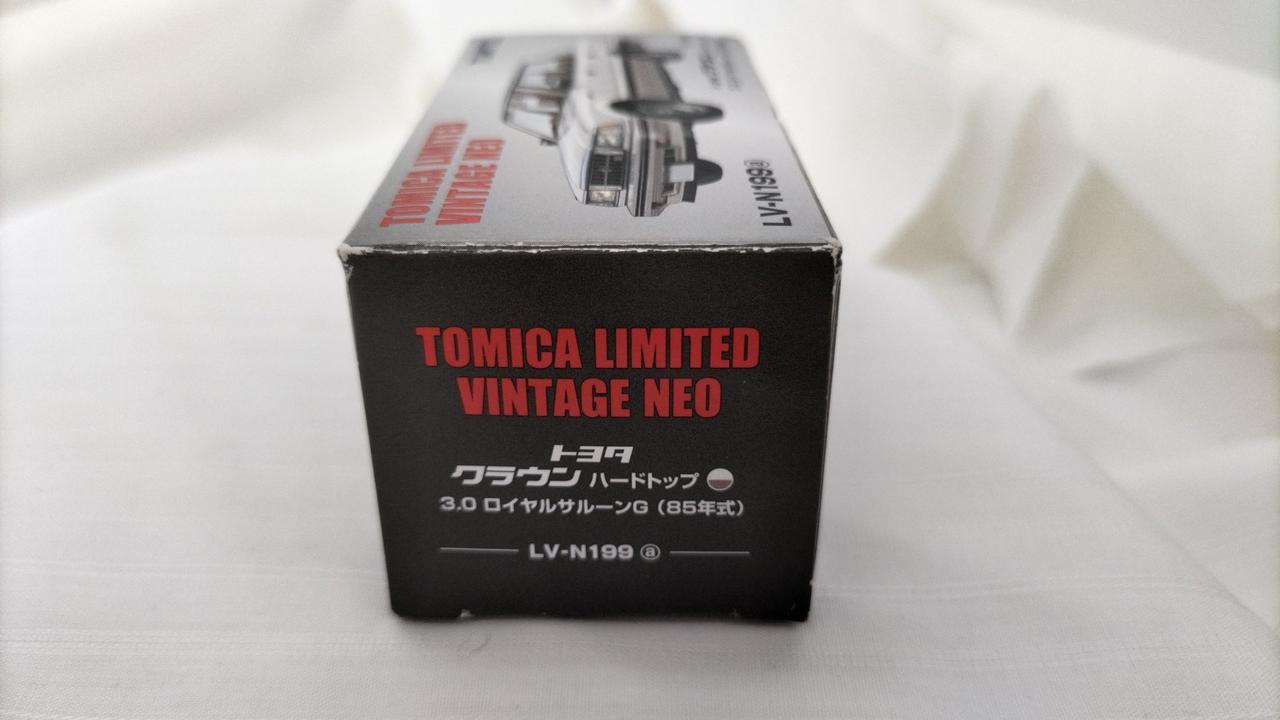 TOMICA LIMITED
VINTAGE NEO
LV-N199ⓐ
TOMICA LIMITED
VINTAGE NEO
トヨタ
クラウン ハードトップ
3.0 ロイヤルサルーンG（85年式）
LV-N199 ⓐ